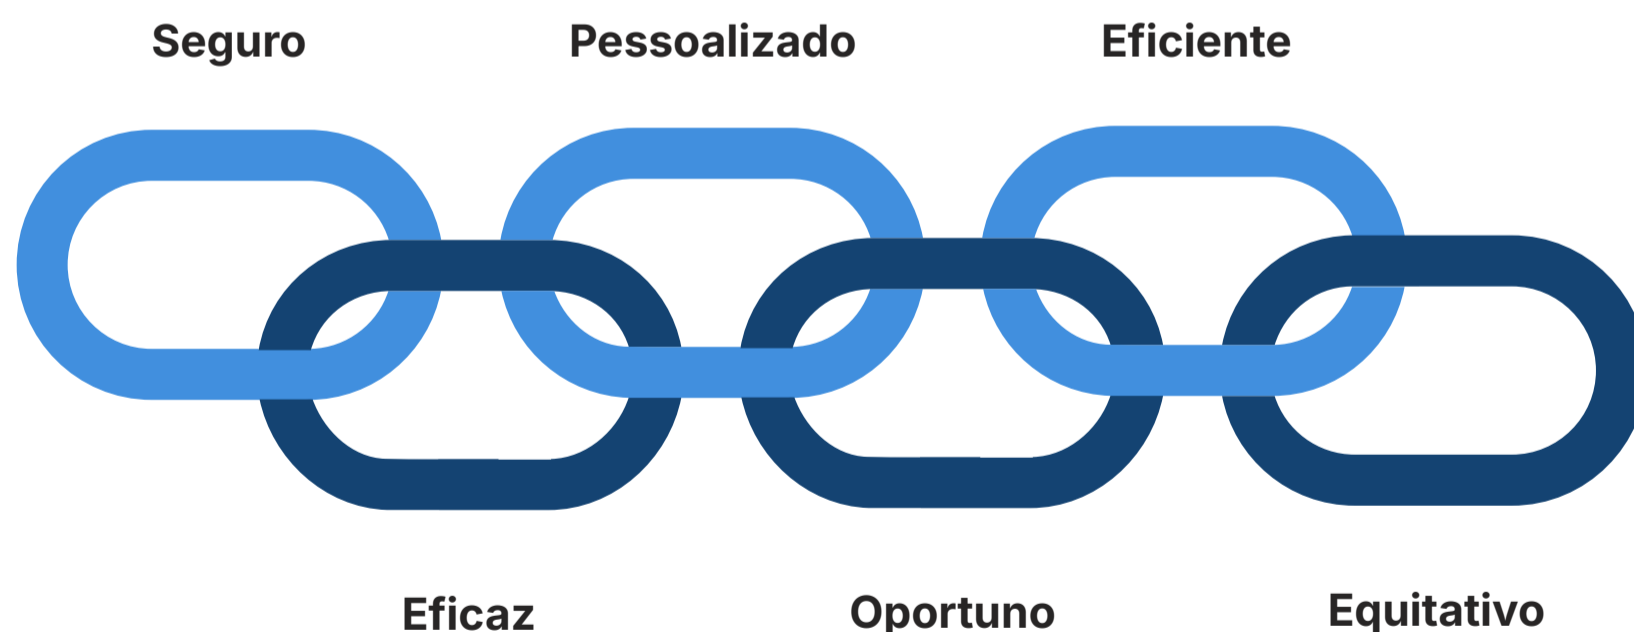 Seguro
Pessoalizado
Eficiente
Eficaz
Oportuno
Equitativo